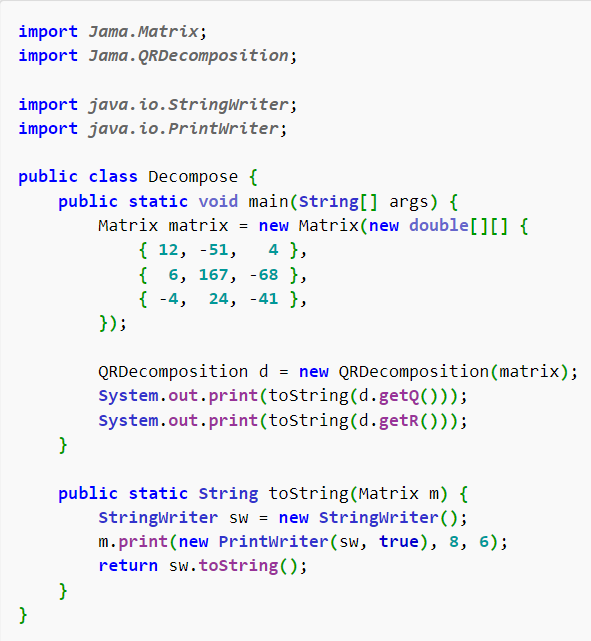 import Jama.Matrix;
import Jama.QRDecomposition;

import java.io.StringWriter;
import java.io.PrintWriter;

public class Decompose {
    public static void main(String[] args) {
        Matrix matrix = new Matrix(new double[][] {
            { 12, -51,   4 },
            {  6, 167, -68 },
            { -4,  24, -41 },
        });

        QRDecomposition d = new QRDecomposition(matrix);
        System.out.print(toString(d.getQ()));
        System.out.print(toString(d.getR()));
    }

    public static String toString(Matrix m) {
        StringWriter sw = new StringWriter();
        m.print(new PrintWriter(sw, true), 8, 6);
        return sw.toString();
    }
}